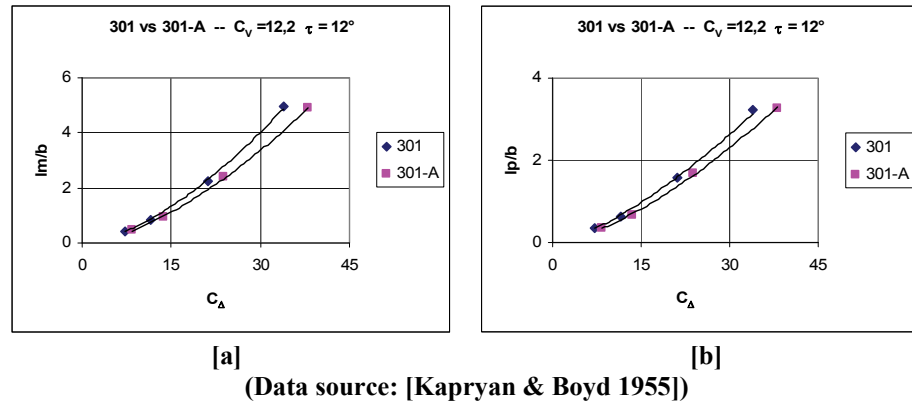 301 vs 301-A -- C_V =12,2 τ = 12°
6
4
2
0
0 15 30 45
lm/b
C_Δ
301
301-A
[a]
301 vs 301-A -- C_V =12,2 τ = 12°
4
2
0
0 15 30 45
lp/b
C_Δ
301
301-A
[b]
(Data source: [Kapryan & Boyd 1955])